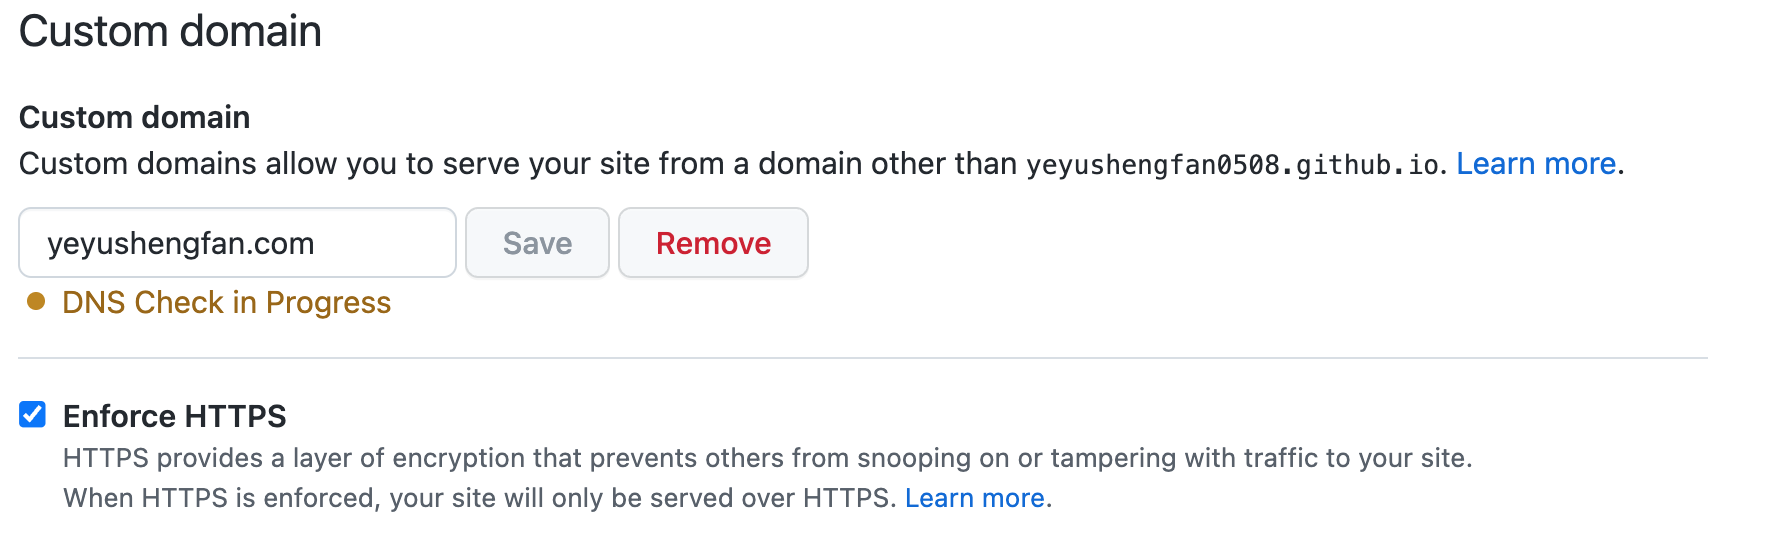 Custom domain
Custom domain
Custom domains allow you to serve your site from a domain other than yeyushengfan0508.github.io. Learn more.
yeyushengfan.com Save Remove
DNS Check in Progress
Enforce HTTPS
HTTPS provides a layer of encryption that prevents others from snooping on or tampering with traffic to your site.
When HTTPS is enforced, your site will only be served over HTTPS. Learn more.